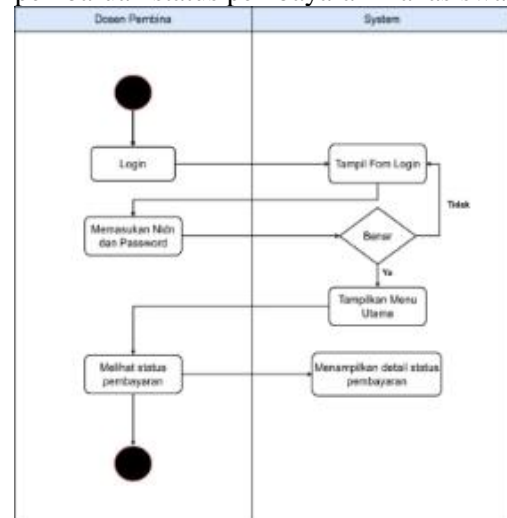 Dosen Pembina
System
Login
Tampil Fom Login
Tidak
Memasukan Nidn
dan Password
Benar
Ya
Tampilkan Menu
Utama
Melihat status
pembayaran
Menampilkan detail status
pembayaran